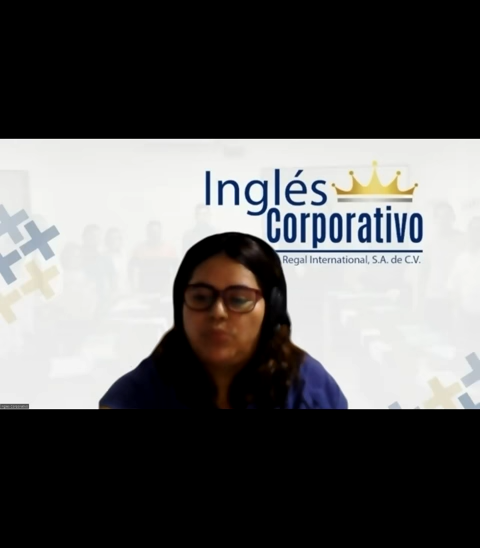 Inglés
Corporativo
Regal International, S.A. de C.V.